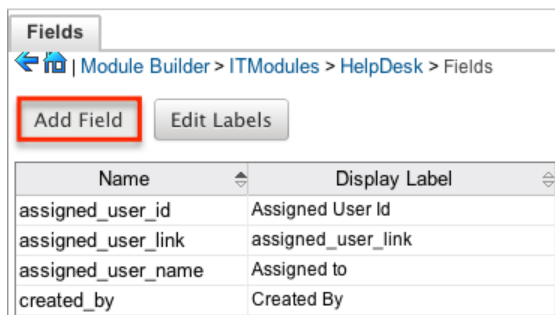 Fields
| Module Builder > ITModules > HelpDesk > Fields
Add Field Edit Labels
Name Display Label
assigned_user_id Assigned User Id
assigned_user_link assigned_user_link
assigned_user_name Assigned to
created_by Created By